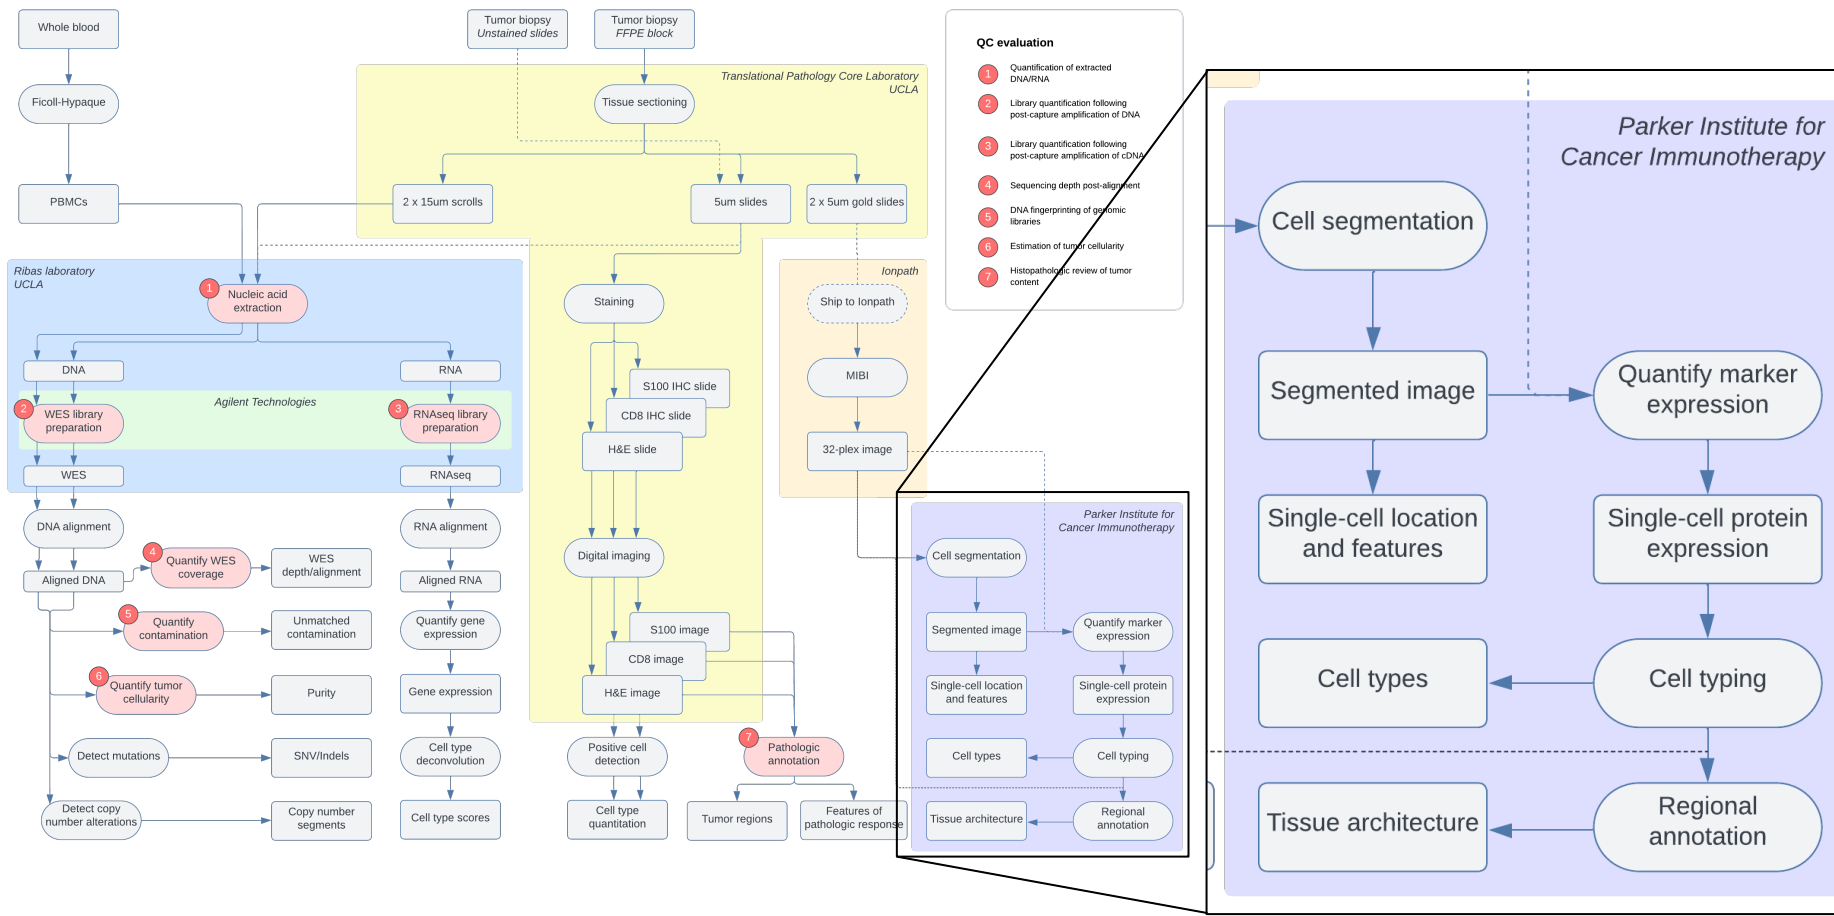 Whole blood
Tumor biopsy
Unstained slides
Tumor biopsy
FFPE block
Ficoll-Hypaque
Translational Pathology Core Laboratory
UCLA
Tissue sectioning
PBMCs
2 x 15um scrolls
5um slides
2 x 5um gold slides
QC evaluation
1
Quantification of extracted
DNA/RNA
2
Library quantification following
post-capture amplification of DNA
3
Library quantification following
post-capture amplification of cDNA
4
Sequencing depth post-alignment
5
DNA fingerprinting of genomic
libraries
6
Estimation of tumor cellularity
7
Histopathologic review of tumor
content
Ribas laboratory
UCLA
1
Nucleic acid
extraction
DNA
RNA
Agilent Technologies
2
WES library
preparation
3
RNAseq library
preparation
WES
RNAseq
DNA alignment
RNA alignment
4
Quantify WES
coverage
WES
depth/alignment
Aligned DNA
Aligned RNA
5
Quantify
contamination
Unmatched
contamination
Quantify gene
expression
6
Quantify tumor
cellularity
Purity
Gene expression
Detect mutations
SNV/Indels
Cell type
deconvolution
Detect copy
number alterations
Copy number
segments
Cell type scores
Staining
S100 IHC slide
CD8 IHC slide
H&E slide
Digital imaging
S100 image
CD8 image
H&E image
Positive cell
detection
7
Pathologic
annotation
Cell type
quantitation
Tumor regions
Features of
pathologic response
Ionpath
Ship to Ionpath
MIBI
32-plex image
Parker Institute for
Cancer Immunotherapy
Cell segmentation
Segmented image
Quantify marker
expression
Single-cell location
and features
Single-cell protein
expression
Cell types
Cell typing
Tissue architecture
Regional
annotation
Parker Institute for
Cancer Immunotherapy
Cell segmentation
Segmented image
Quantify marker
expression
Single-cell location
and features
Single-cell protein
expression
Cell types
Cell typing
Tissue architecture
Regional
annotation